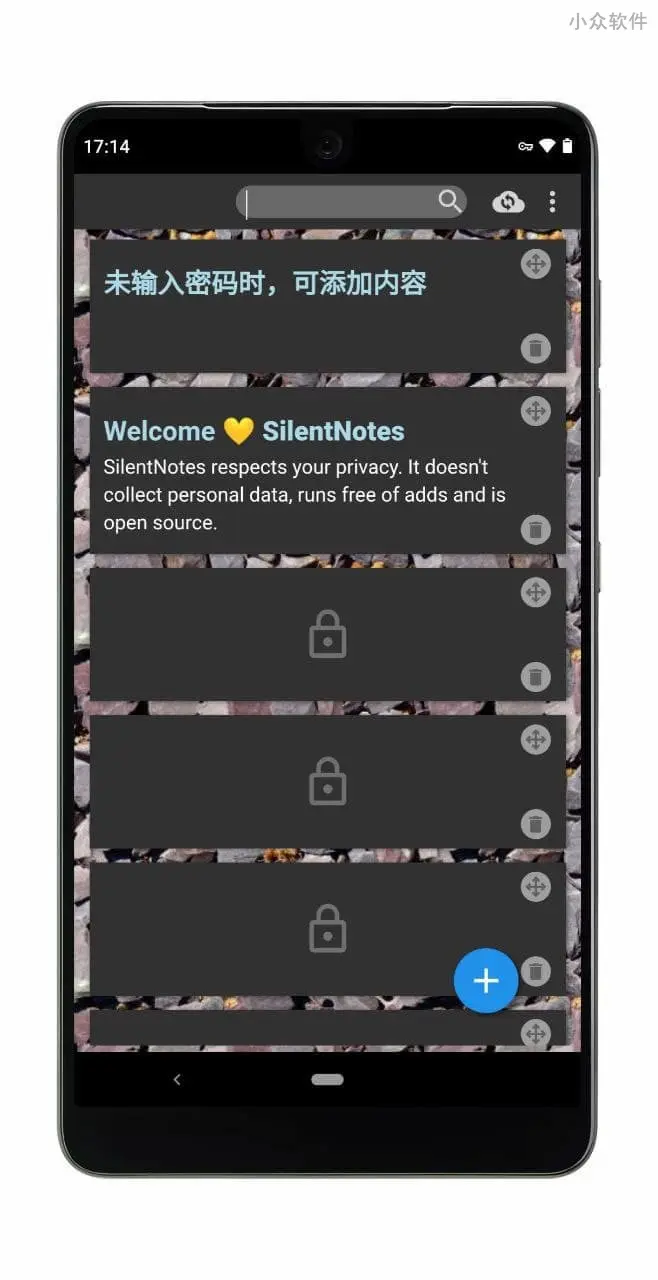 小众软件
17:14
未输入密码时，可添加内容
Welcome 💛 SilentNotes
SilentNotes respects your privacy. It doesn't
collect personal data, runs free of adds and is
open source.